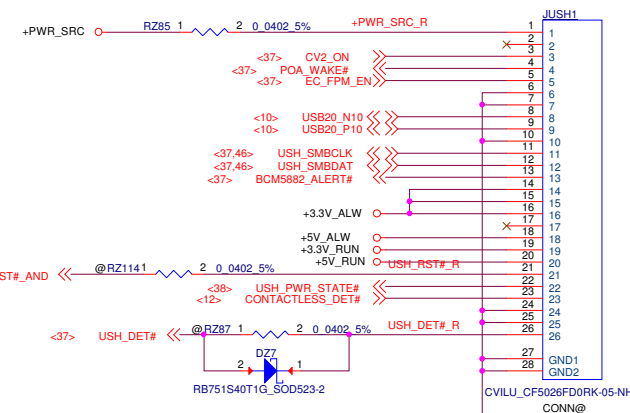 JUSH1
+PWR_SRC RZ85 1 2 0_0402_5% +PWR_SRC_R 1 1
2 2
<37> CV2_ON 3 3
<37> POA_WAKE# 4 4
<37> EC_FPM_EN 5 5
6 6
7 7
<10> USB20_N10 8 8
<10> USB20_P10 9 9
10 10
<37,46> USH_SMBCLK 11 11
<37,46> USH_SMBDAT 12 12
<37> BCM5882_ALERT# 13 13
14 14
15 15
+3.3V_ALW 16 16
17 17
+5V_ALW 18 18
+3.3V_RUN 19 19
+5V_RUN 20 20
ST#_AND @RZ114 1 2 0_0402_5% USH_RST#_R 21 21
<38> USH_PWR_STATE# 22 22
<12> CONTACTLESS_DET# 23 23
24 24
25 25
<37> USH_DET# @RZ87 1 2 0_0402_5% USH_DET#_R 26 26
DZ7
2 1
27 GND1
28 GND2
RB751S40T1G_SOD523-2
CVILU_CF5026FD0RK-05-NH
CONN@